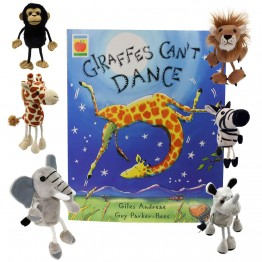 GIRAFFES CAN'T
DANCE
Giles Andreae
Guy Parker-Rees